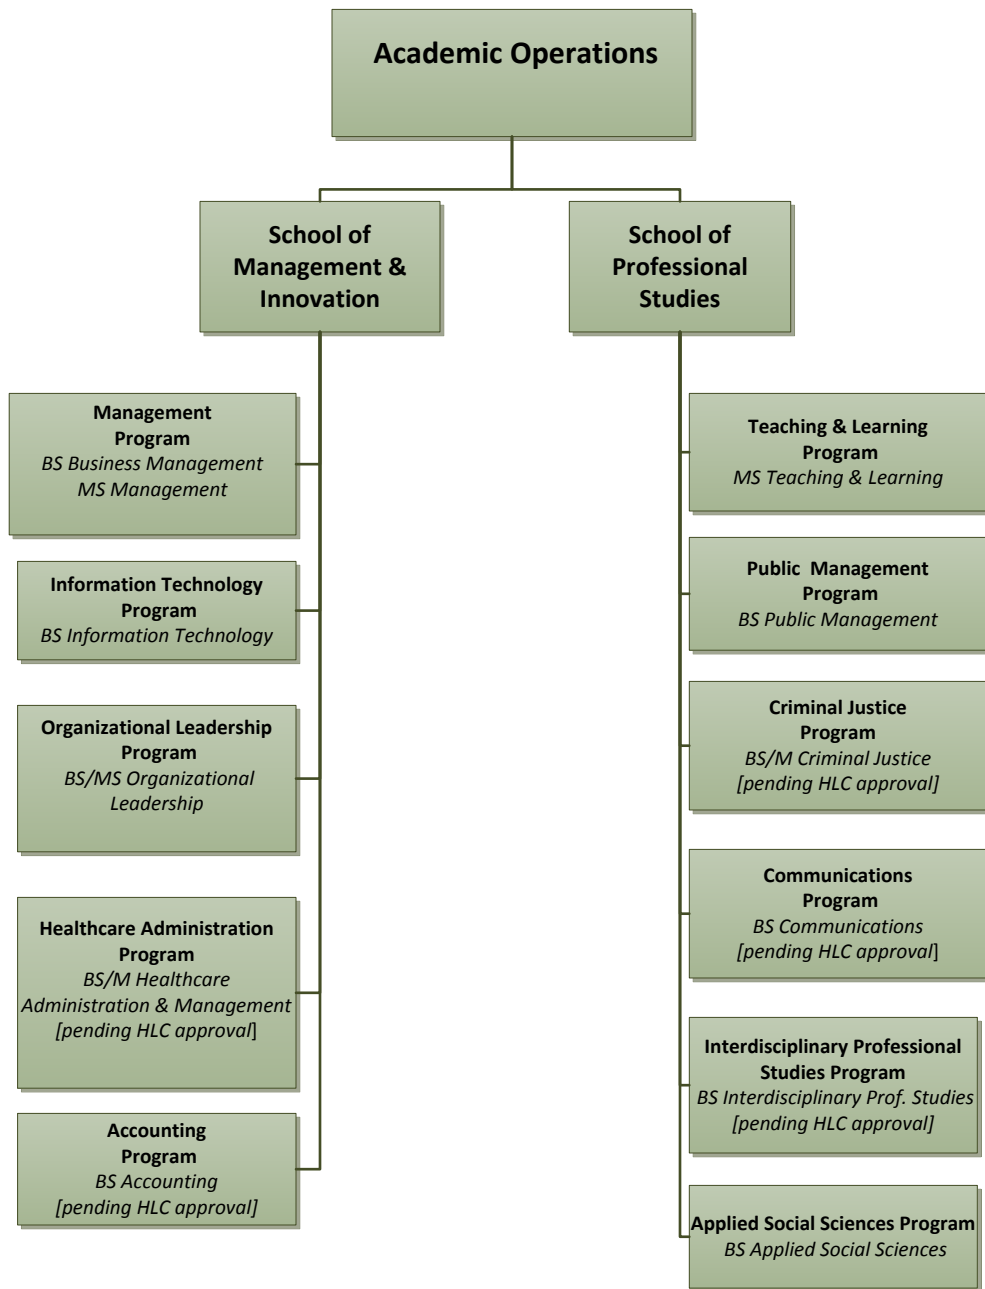 Academic Operations
School of
Management &
Innovation
School of
Professional
Studies
Management
Program
BS Business Management
MS Management
Information Technology
Program
BS Information Technology
Organizational Leadership
Program
BS/MS Organizational
Leadership
Healthcare Administration
Program
BS/M Healthcare
Administration & Management
[pending HLC approval]
Accounting
Program
BS Accounting
[pending HLC approval]
Teaching & Learning
Program
MS Teaching & Learning
Public Management
Program
BS Public Management
Criminal Justice
Program
BS/M Criminal Justice
[pending HLC approval]
Communications
Program
BS Communications
[pending HLC approval]
Interdisciplinary Professional
Studies Program
BS Interdisciplinary Prof. Studies
[pending HLC approval]
Applied Social Sciences Program
BS Applied Social Sciences